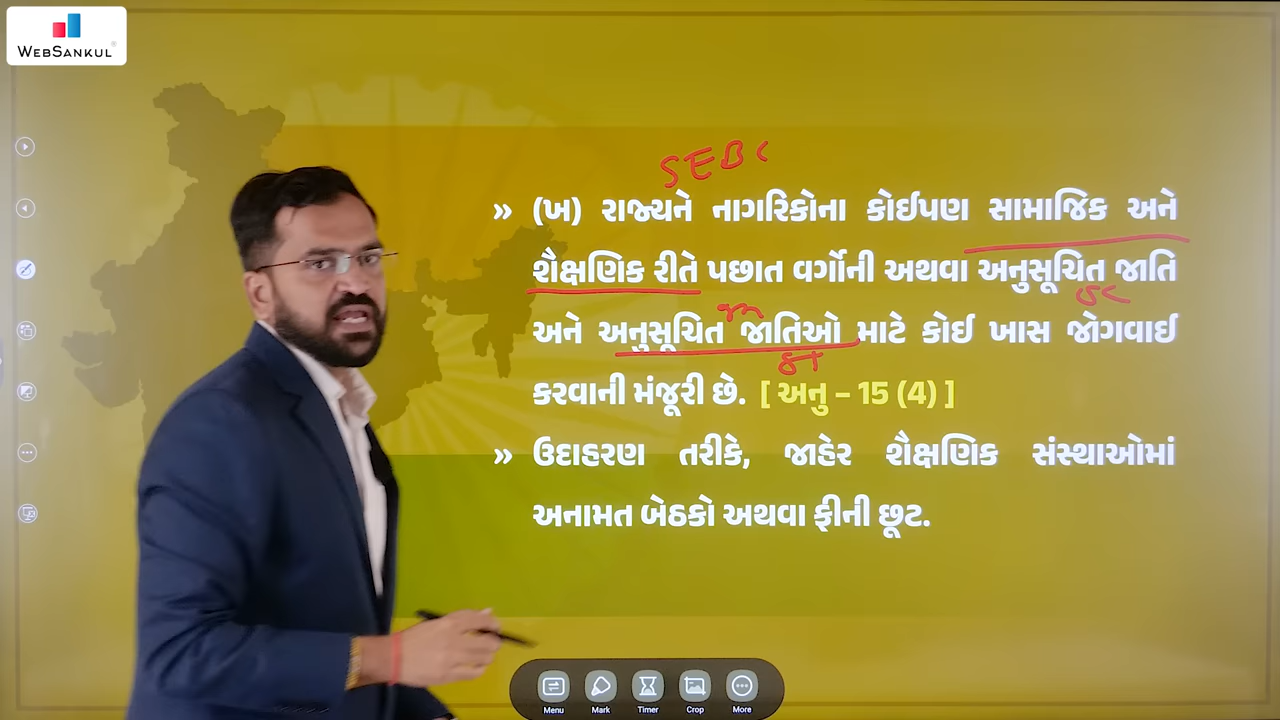 WEBSANKUL
SEBC
» (ખ) રાજ્યને નાગરિકોના કોઈપણ સામાજિક અને
શૈક્ષણિક રીતે પછાત વર્ગોની અથવા અનુસૂચિત જાતિ
SC
અને અનુસૂચિત જાતિઓ માટે કોઈ ખાસ જોગવાઈ
ST
કરવાની મંજૂરી છે. [ અનુ – 15 (4) ]
» ઉદાહરણ તરીકે, જાહેર શૈક્ષણિક સંસ્થાઓમાં
અનામત બેઠકો અથવા ફીની છૂટ.
Menu Mark Timer Crop More